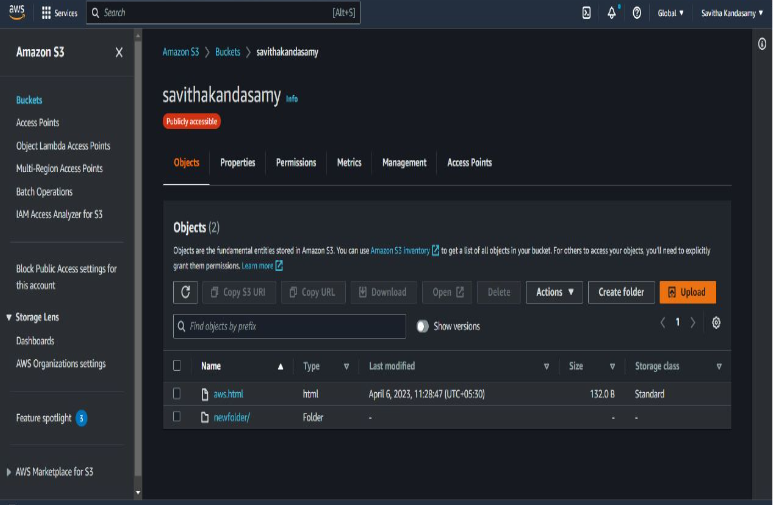 aws Services Search [Alt+S] Global ▼ Savitha Kandasamy ▼
Amazon S3 X
Buckets
Access Points
Object Lambda Access Points
Multi-Region Access Points
Batch Operations
IAM Access Analyzer for S3
Block Public Access settings for
this account
▼ Storage Lens
Dashboards
AWS Organizations settings
Feature spotlight 3
▶ AWS Marketplace for S3
Amazon S3 > Buckets > savithakandasamy
savithakandasamy Info
Publicly accessible
Objects Properties Permissions Metrics Management Access Points
Objects (2)
Objects are the fundamental entities stored in Amazon S3. You can use Amazon S3 inventory to get a list of all objects in your bucket. For others to access your objects, you'll need to explicitly
grant them permissions. Learn more
Copy S3 URI Copy URL Download Open Delete Actions ▼ Create folder Upload
Find objects by prefix Show versions < 1 >
Name ▲ Type ▽ Last modified ▽ Size ▽ Storage class ▽
aws.html html April 6, 2023, 11:28:47 (UTC+05:30) 132.0 B Standard
newfolder/ Folder - - -